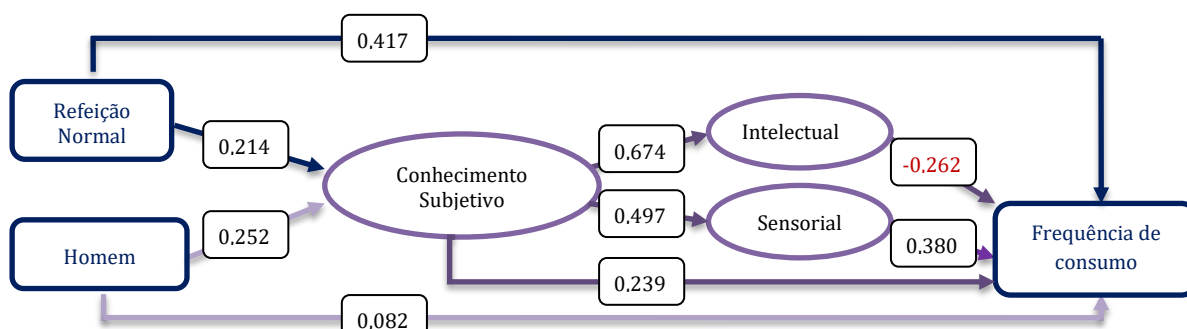 0,417
Refeição
Normal
0,214
Conhecimento
Subjetivo
0,674
Intelectual
-0,262
0,497
Sensorial
0,380
Homem
0,252
0,239
Frequência de
consumo
0,082